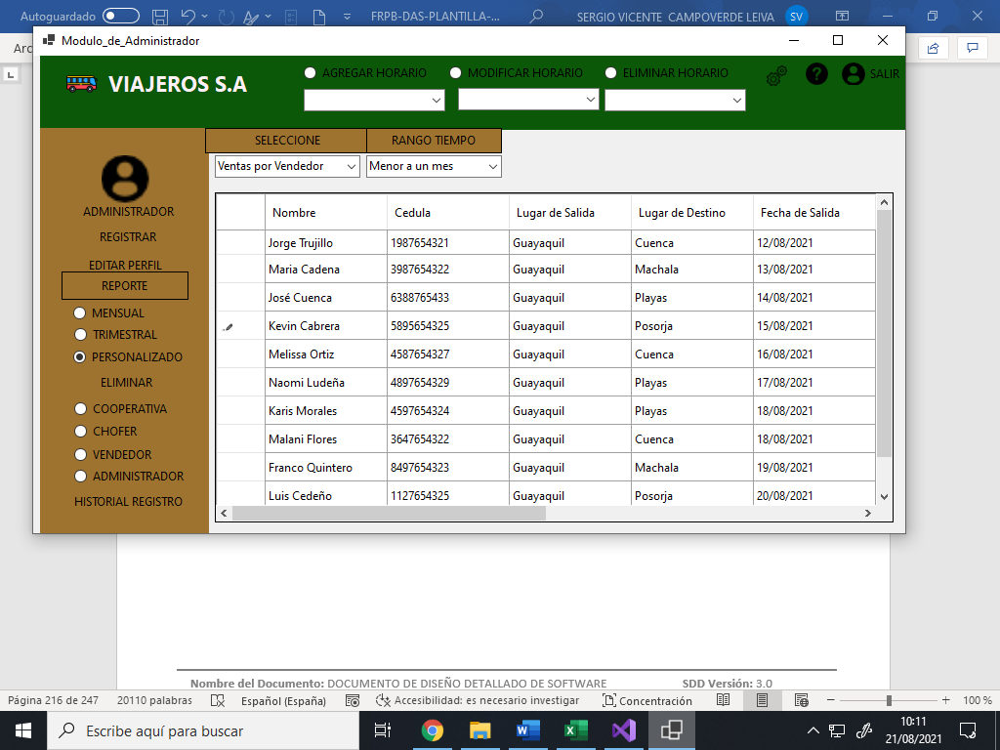 Autoguardado
FRPB-DAS-PLANTILLA-...
SERGIO VICENTE CAMPOVERDE LEIVA
SV
Arc
Modulo_de_Administrador
VIAJEROS S.A
AGREGAR HORARIO
MODIFICAR HORARIO
ELIMINAR HORARIO
SALIR
SELECCIONE
RANGO TIEMPO
Ventas por Vendedor
Menor a un mes
ADMINISTRADOR
REGISTRAR
EDITAR PERFIL
REPORTE
MENSUAL
TRIMESTRAL
PERSONALIZADO
ELIMINAR
COOPERATIVA
CHOFER
VENDEDOR
ADMINISTRADOR
HISTORIAL REGISTRO
Nombre Cedula Lugar de Salida Lugar de Destino Fecha de Salida
Jorge Trujillo 1987654321 Guayaquil Cuenca 12/08/2021
Maria Cadena 3987654322 Guayaquil Machala 13/08/2021
José Cuenca 6388765433 Guayaquil Playas 14/08/2021
Kevin Cabrera 5895654325 Guayaquil Posorja 15/08/2021
Melissa Ortiz 4587654327 Guayaquil Cuenca 16/08/2021
Naomi Ludeña 4897654329 Guayaquil Playas 17/08/2021
Karis Morales 4597654324 Guayaquil Playas 18/08/2021
Malani Flores 3647654322 Guayaquil Cuenca 18/08/2021
Franco Quintero 8497654323 Guayaquil Machala 19/08/2021
Luis Cedeño 1127654325 Guayaquil Posorja 20/08/2021
Nombre del Documento: DOCUMENTO DE DISEÑO DETALLADO DE SOFTWARE SDD Versión: 3.0
Página 216 de 247 20110 palabras Español (España) Accesibilidad: es necesario investigar Concentración 100 %
Escribe aquí para buscar
10:11
21/08/2021